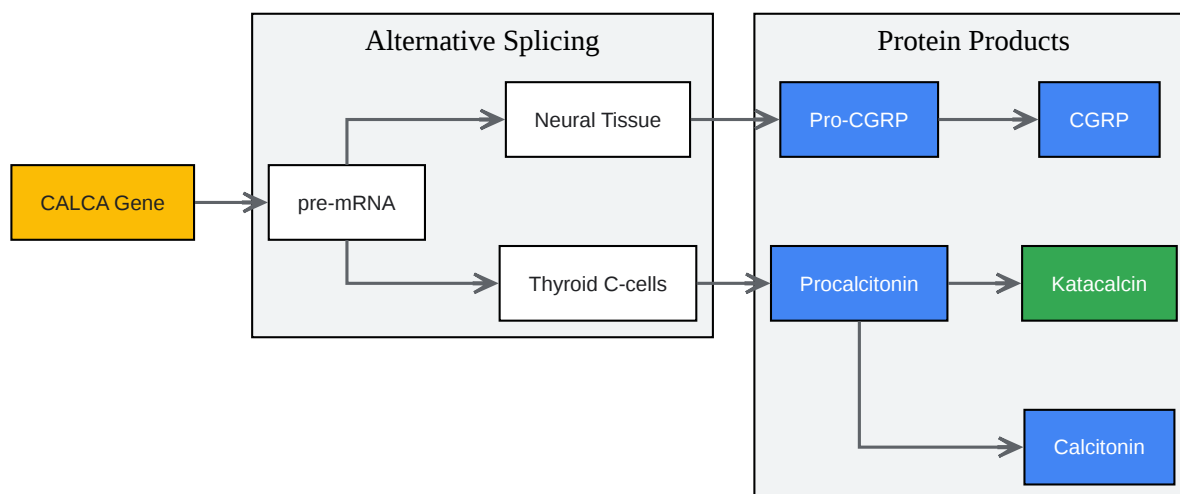 Alternative Splicing
Protein Products
Neural Tissue
Pro-CGRP
CGRP
CALCA Gene
pre-mRNA
Thyroid C-cells
Procalcitonin
Katacalcin
Calcitonin